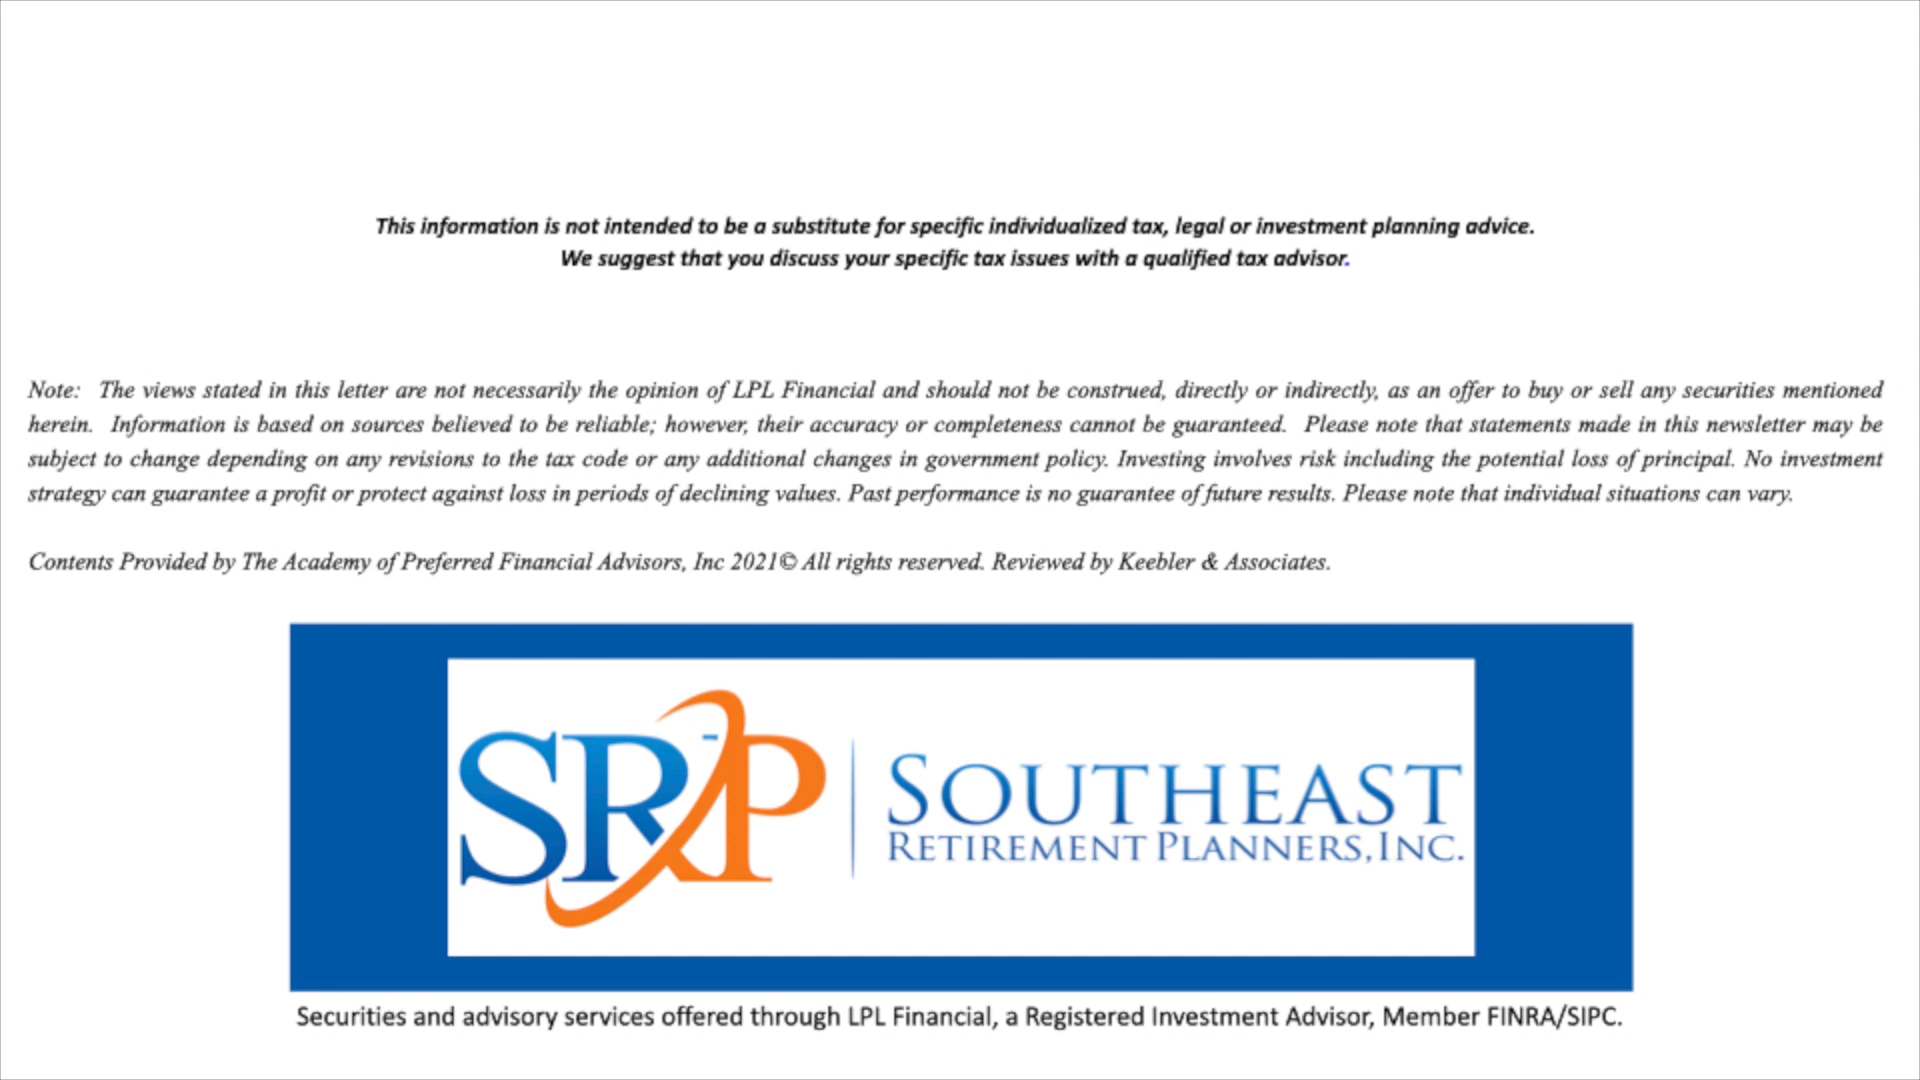 This information is not intended to be a substitute for specific individualized tax, legal or investment planning advice.
We suggest that you discuss your specific tax issues with a qualified tax advisor.
Note: The views stated in this letter are not necessarily the opinion of LPL Financial and should not be construed, directly or indirectly, as an offer to buy or sell any securities mentioned
herein. Information is based on sources believed to be reliable; however, their accuracy or completeness cannot be guaranteed. Please note that statements made in this newsletter may be
subject to change depending on any revisions to the tax code or any additional changes in government policy. Investing involves risk including the potential loss of principal. No investment
strategy can guarantee a profit or protect against loss in periods of declining values. Past performance is no guarantee of future results. Please note that individual situations can vary.
Contents Provided by The Academy of Preferred Financial Advisors, Inc 2021© All rights reserved. Reviewed by Keebler & Associates.
SRP
SOUTHEAST
RETIREMENT PLANNERS, INC.
Securities and advisory services offered through LPL Financial, a Registered Investment Advisor, Member FINRA/SIPC.